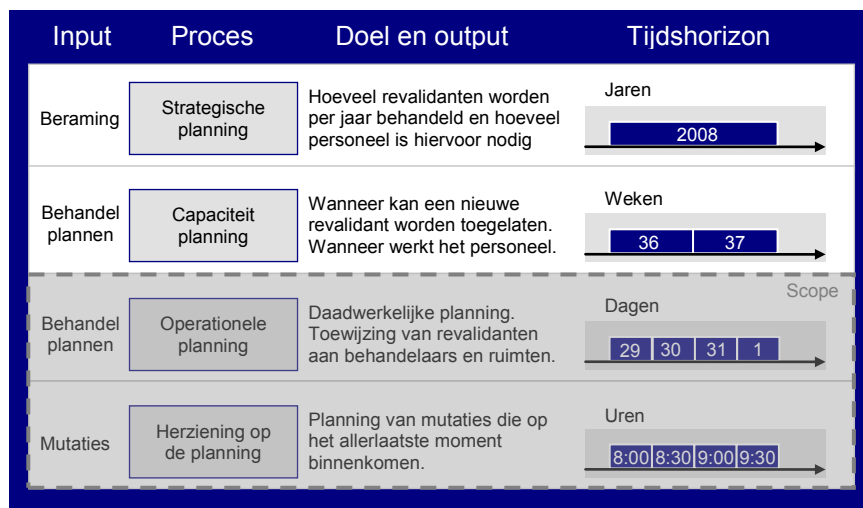 Input Proces Doel en output Tijdshorizon
Beraming
Strategische
planning
Hoeveel revalidanten worden
per jaar behandeld en hoeveel
personeel is hiervoor nodig
Jaren
2008
Behandel
plannen
Capaciteit
planning
Wanneer kan een nieuwe
revalidant worden toegelaten.
Wanneer werkt het personeel.
Weken
36 37
Scope
Behandel
plannen
Operationele
planning
Daadwerkelijke planning.
Toewijzing van revalidanten
aan behandelaars en ruimten.
Dagen
29 30 31 1
Mutaties
Herziening op
de planning
Planning van mutaties die op
het allerlaatste moment
binnenkomen.
Uren
8:00 8:30 9:00 9:30